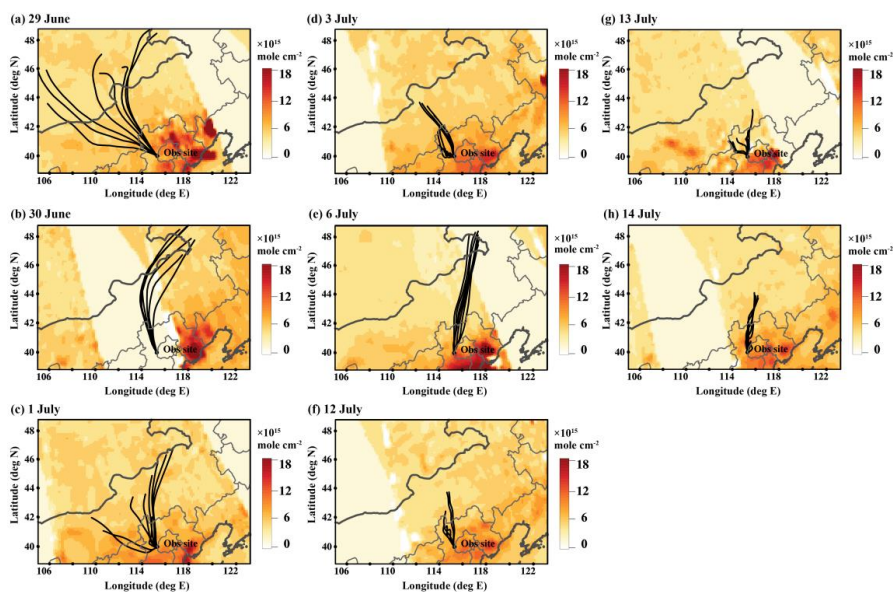 (a) 29 June
48
46
44
42
40
Latitude (deg N)
106 110 114 118 122
Longitude (deg E)
Obs site
×10¹⁵
mole cm⁻²
18
12
6
0
(d) 3 July
48
46
44
42
40
Latitude (deg N)
106 110 114 118 122
Longitude (deg E)
Obs site
×10¹⁵
mole cm⁻²
18
12
6
0
(g) 13 July
48
46
44
42
40
Latitude (deg N)
106 110 114 118 122
Longitude (deg E)
Obs site
×10¹⁵
mole cm⁻²
18
12
6
0
(b) 30 June
48
46
44
42
40
Latitude (deg N)
106 110 114 118 122
Longitude (deg E)
Obs site
×10¹⁵
mole cm⁻²
18
12
6
0
(e) 6 July
48
46
44
42
40
Latitude (deg N)
106 110 114 118 122
Longitude (deg E)
Obs site
×10¹⁵
mole cm⁻²
18
12
6
0
(h) 14 July
48
46
44
42
40
Latitude (deg N)
106 110 114 118 122
Longitude (deg E)
Obs site
×10¹⁵
mole cm⁻²
18
12
6
0
(c) 1 July
48
46
44
42
40
Latitude (deg N)
106 110 114 118 122
Longitude (deg E)
Obs site
×10¹⁵
mole cm⁻²
18
12
6
0
(f) 12 July
48
46
44
42
40
Latitude (deg N)
106 110 114 118 122
Longitude (deg E)
Obs site
×10¹⁵
mole cm⁻²
18
12
6
0